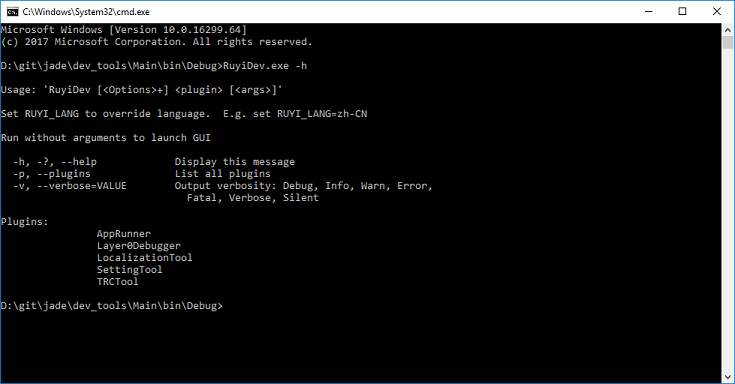 C:\Windows\System32\cmd.exe
Microsoft Windows [Version 10.0.16299.64]
(c) 2017 Microsoft Corporation. All rights reserved.
D:\git\jade\dev_tools\Main\bin\Debug>RuyiDev.exe -h
Usage: 'RuyiDev [<Options>+] <plugin> [<args>]'
Set RUYI_LANG to override language.  E.g. set RUYI_LANG=zh-CN
Run without arguments to launch GUI
  -h, -?, --help             Display this message
  -p, --plugins              List all plugins
  -v, --verbose=VALUE        Output verbosity: Debug, Info, Warn, Error,
                               Fatal, Verbose, Silent
Plugins:
                AppRunner
                Layer0Debugger
                LocalizationTool
                SettingTool
                TRCTool
D:\git\jade\dev_tools\Main\bin\Debug>